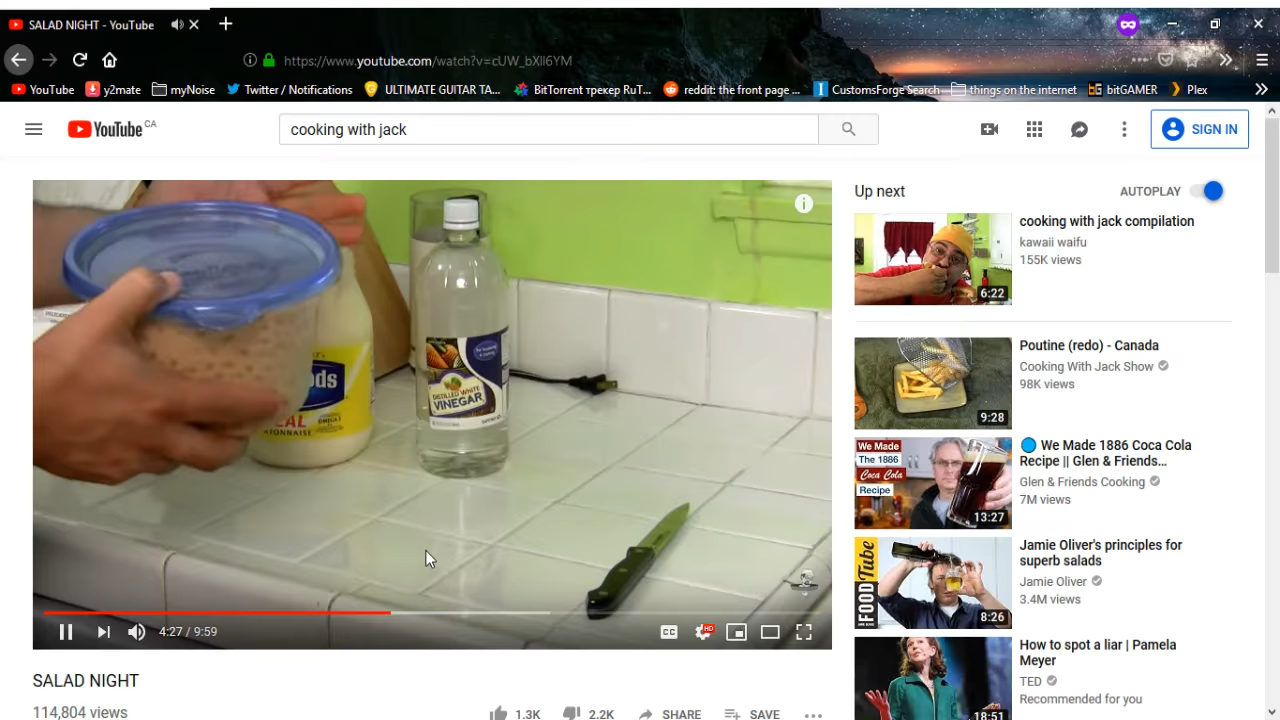 SALAD NIGHT - YouTube
https://www.youtube.com/watch?v=cUW_bXll6YM
YouTube
y2mate
myNoise
Twitter / Notifications
ULTIMATE GUITAR TA...
BitTorrent трекер RuT...
reddit: the front page ...
CustomsForge Search
things on the internet
bitGAMER
Plex
YouTube CA
cooking with jack
SIGN IN
DISTILLED WHITE
VINEGAR
4:27 / 9:59
CC
HD
SALAD NIGHT
114,804 views
1.3K
2.2K
SHARE
SAVE
Up next
AUTOPLAY
cooking with jack compilation
kawaii waifu
155K views
6:22
Poutine (redo) - Canada
Cooking With Jack Show
98K views
9:28
We Made
The 1886
Coca Cola
Recipe
13:27
We Made 1886 Coca Cola
Recipe || Glen & Friends...
Glen & Friends Cooking
7M views
FOOD Tube
8:26
Jamie Oliver's principles for
superb salads
Jamie Oliver
3.4M views
18:51
How to spot a liar | Pamela
Meyer
TED
Recommended for you